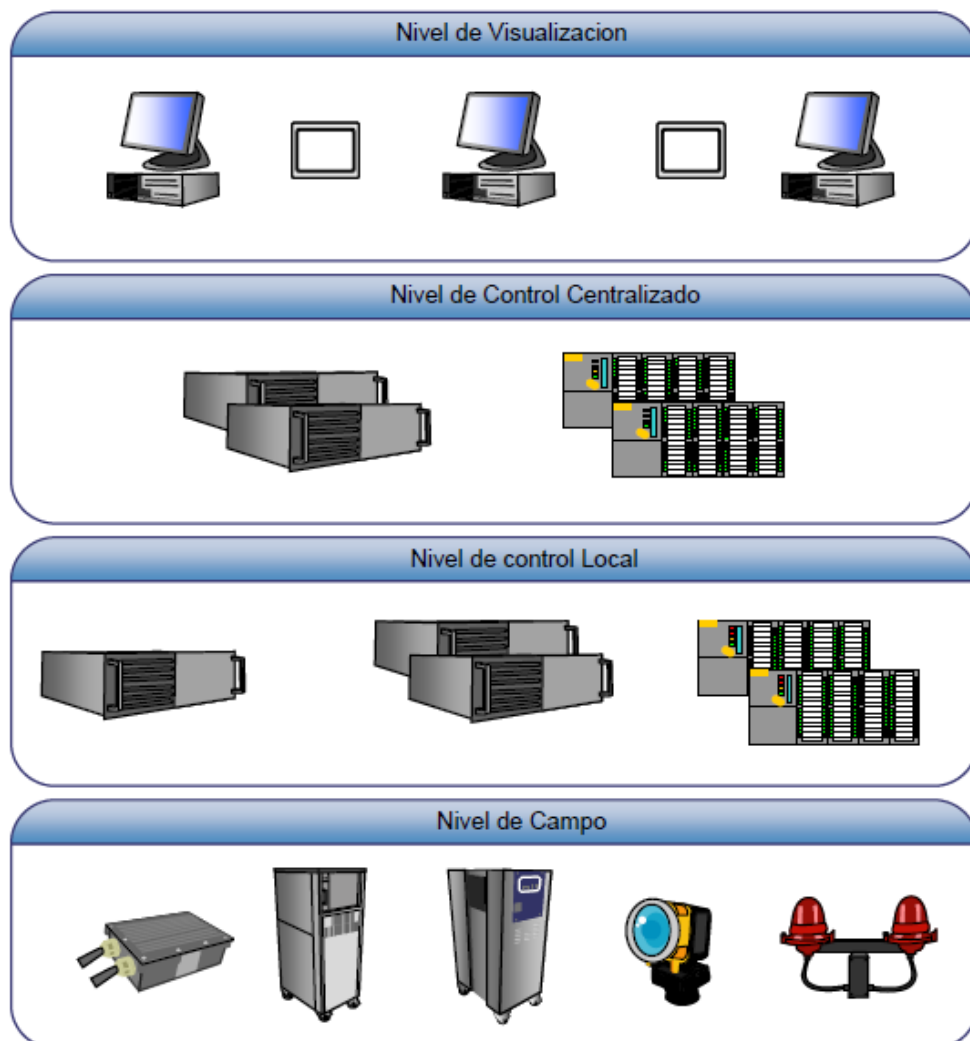 Nivel de Visualizacion
Nivel de Control Centralizado
Nivel de control Local
Nivel de Campo